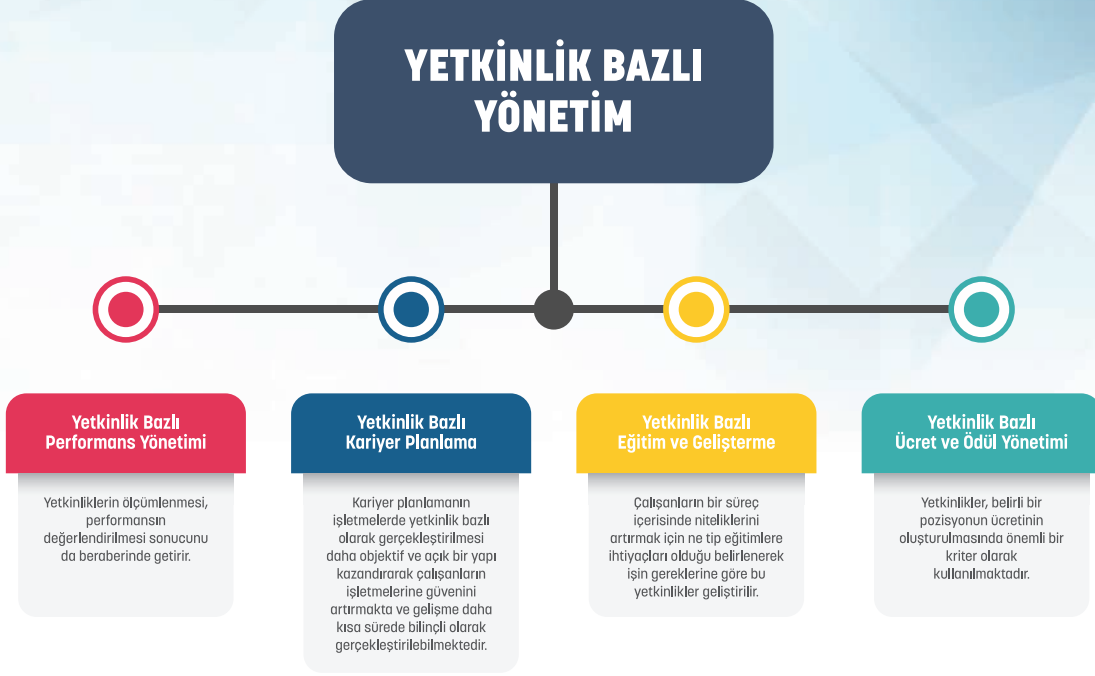 YETKİNLİK BAZLI
YÖNETİM
Yetkinlik Bazlı
Performans Yönetimi
Yetkinliklerin ölçümlenmesi,
performansın
değerlendirilmesi sonucunu
da beraberinde getirir.
Yetkinlik Bazlı
Kariyer Planlama
Kariyer planlamanın
işletmelerde yetkinlik bazlı
olarak gerçekleştirilmesi
daha objektif ve açık bir yapı
kazandırarak çalışanların
işletmelerine güvenini
artırmakta ve gelişme daha
kısa sürede bilinçli olarak
gerçekleştirilebilmektedir.
Yetkinlik Bazlı
Eğitim ve Gelişterme
Çalışanların bir süreç
içerisinde niteliklerini
artırmak için ne tip eğitimlere
ihtiyaçları olduğu belirlenerek
işin gereklerine göre bu
yetkinlikler geliştirilir.
Yetkinlik Bazlı
Ücret ve Ödül Yönetimi
Yetkinlikler, belirli bir
pozisyonun ücretinin
oluşturulmasında önemli bir
kriter olarak
kullanılmaktadır.